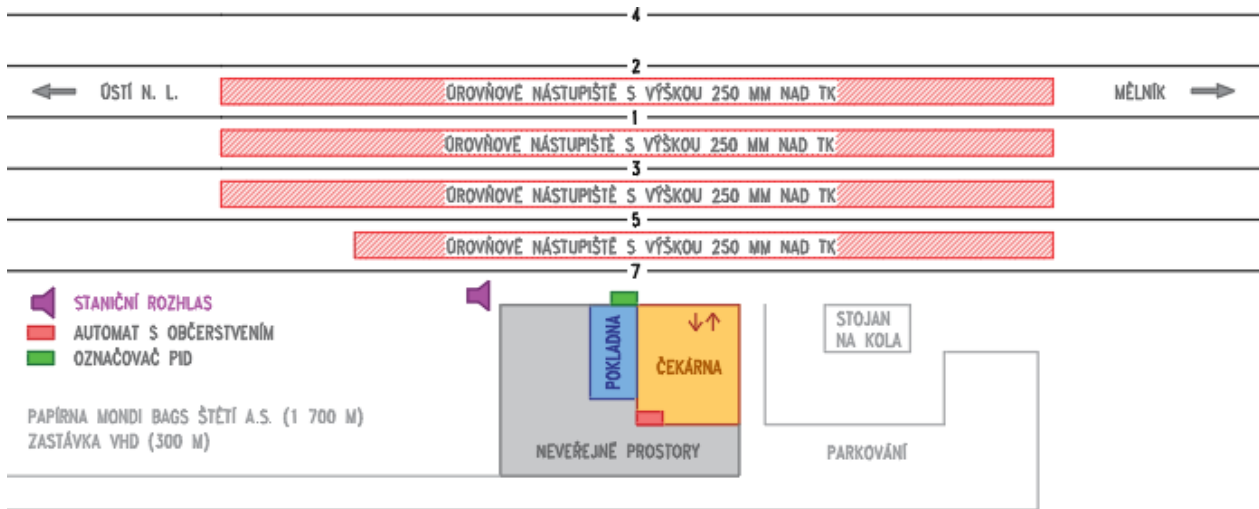 4
2
ÚSTÍ N. L.
ÚROVŇOVÉ NÁSTUPIŠTĚ S VÝŠKOU 250 MM NAD TK
MĚLNÍK
1
ÚROVŇOVÉ NÁSTUPIŠTĚ S VÝŠKOU 250 MM NAD TK
3
ÚROVŇOVÉ NÁSTUPIŠTĚ S VÝŠKOU 250 MM NAD TK
5
ÚROVŇOVÉ NÁSTUPIŠTĚ S VÝŠKOU 250 MM NAD TK
7
STANIČNÍ ROZHLAS
AUTOMAT S OBČERSTVENÍM
OZNAČOVAČ PID
PAPÍRNA MONDI BAGS ŠTĚTÍ A.S. (1 700 M)
ZASTÁVKA VHD (300 M)
POKLADNA
ČEKÁRNA
NEVEŘEJNÉ PROSTORY
STOJAN
NA KOLA
PARKOVÁNÍ